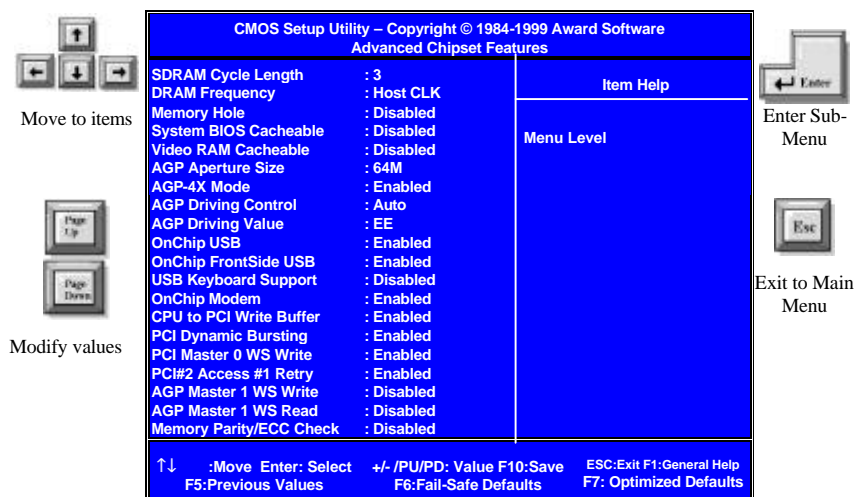 CMOS Setup Utility – Copyright © 1984-1999 Award Software
Advanced Chipset Features
SDRAM Cycle Length : 3
DRAM Frequency : Host CLK
Memory Hole : Disabled
System BIOS Cacheable : Disabled
Video RAM Cacheable : Disabled
AGP Aperture Size : 64M
AGP-4X Mode : Enabled
AGP Driving Control : Auto
AGP Driving Value : EE
OnChip USB : Enabled
OnChip FrontSide USB : Enabled
USB Keyboard Support : Disabled
OnChip Modem : Enabled
CPU to PCI Write Buffer : Enabled
PCI Dynamic Bursting : Enabled
PCI Master 0 WS Write : Enabled
PCI#2 Access #1 Retry : Enabled
AGP Master 1 WS Write : Disabled
AGP Master 1 WS Read : Disabled
Memory Parity/ECC Check : Disabled
Item Help
Menu Level
↑↓ :Move Enter: Select +/- /PU/PD: Value F10:Save ESC:Exit F1:General Help
F5:Previous Values F6:Fail-Safe Defaults F7: Optimized Defaults
Move to items
Page
Up
Page
Down
Modify values
Enter
Enter Sub-
Menu
Esc
Exit to Main
Menu